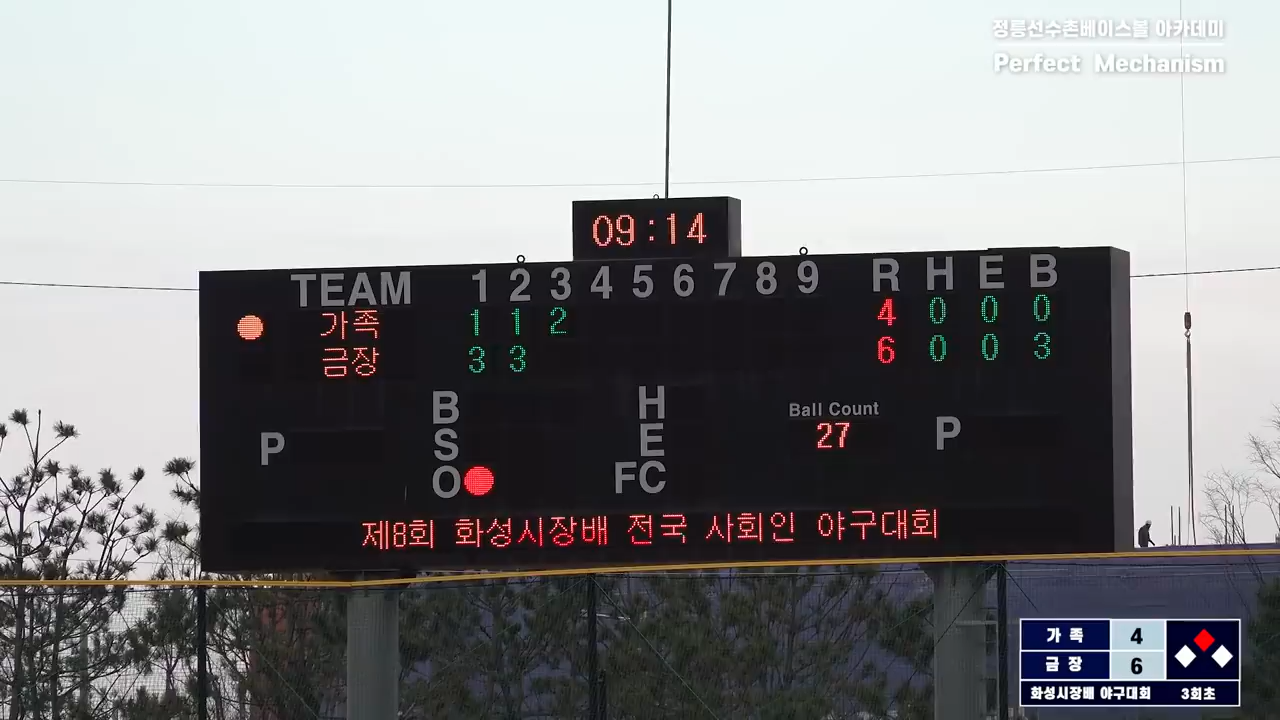 정릉선수촌베이스볼 아카데미
Perfect Mechanism
09:14
TEAM 1 2 3 4 5 6 7 8 9 R H E B
가족 1 1 2 4 0 0 0
금장 3 3 6 0 0 3
B H Ball Count
P S E 27 P
O FC
제8회 화성시장배 전국 사회인 야구대회
가 족 4
금 장 6
화성시장배 야구대회 3회초